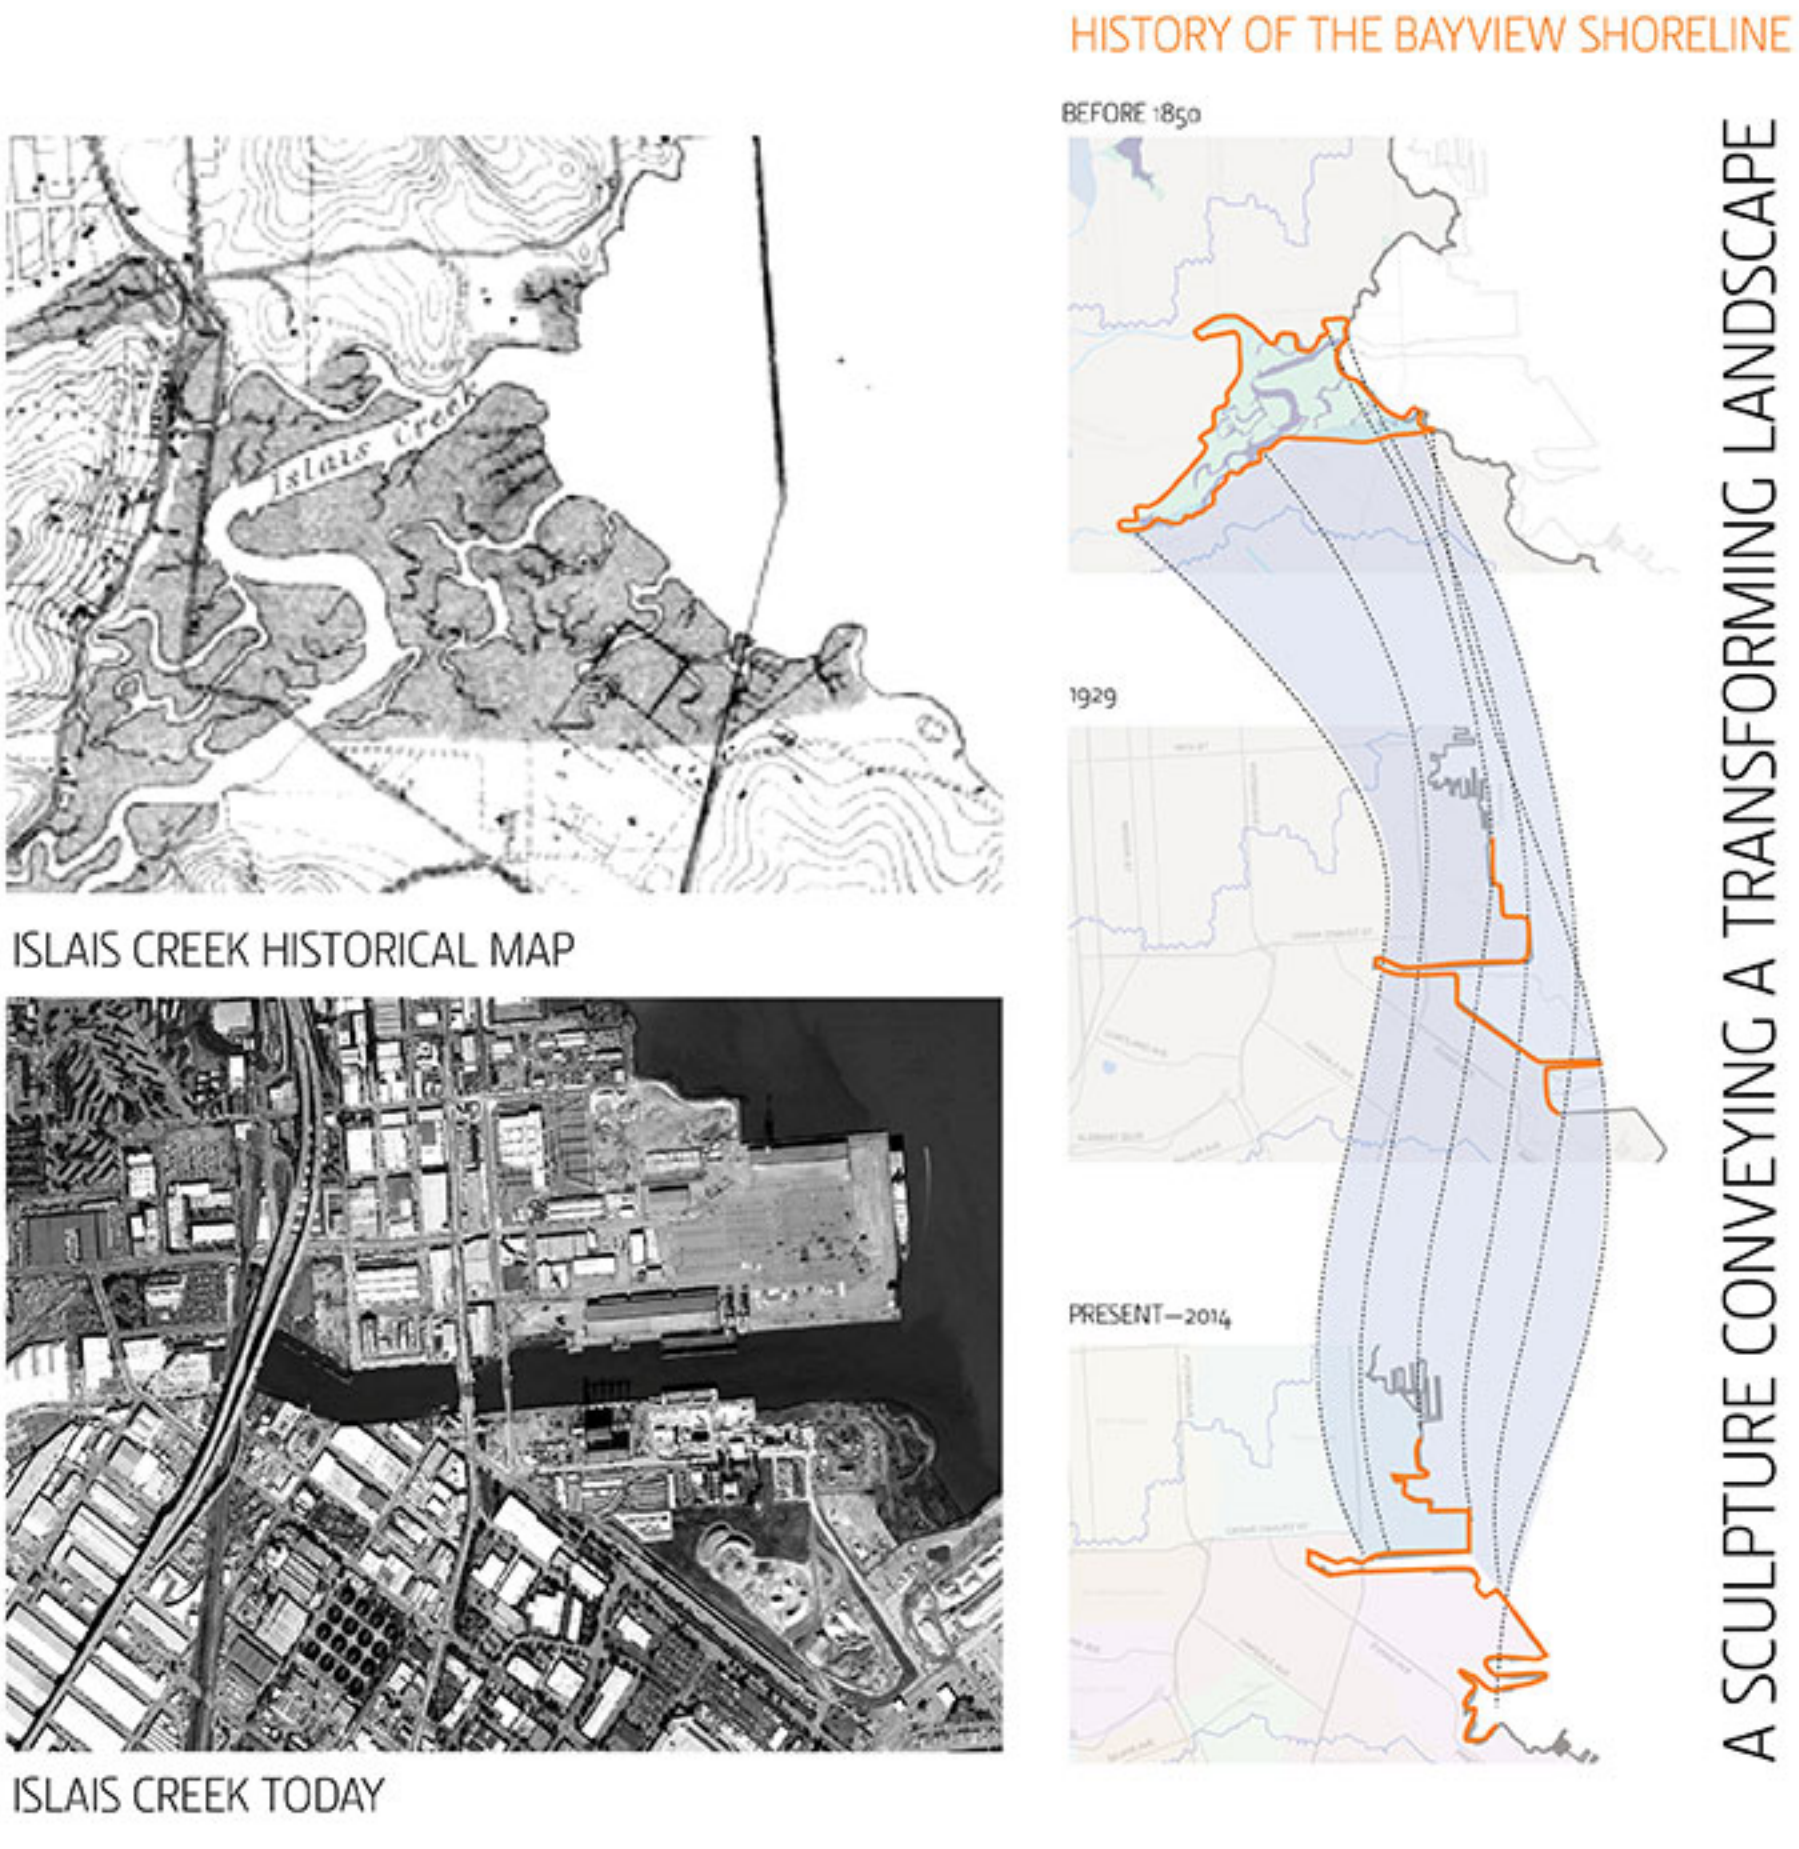 HISTORY OF THE BAYVIEW SHORELINE
BEFORE 1850
Islais Creek
ISLAIS CREEK HISTORICAL MAP
1929
PRESENT—2014
ISLAIS CREEK TODAY
A SCULPTURE CONVEYING A TRANSFORMING LANDSCAPE